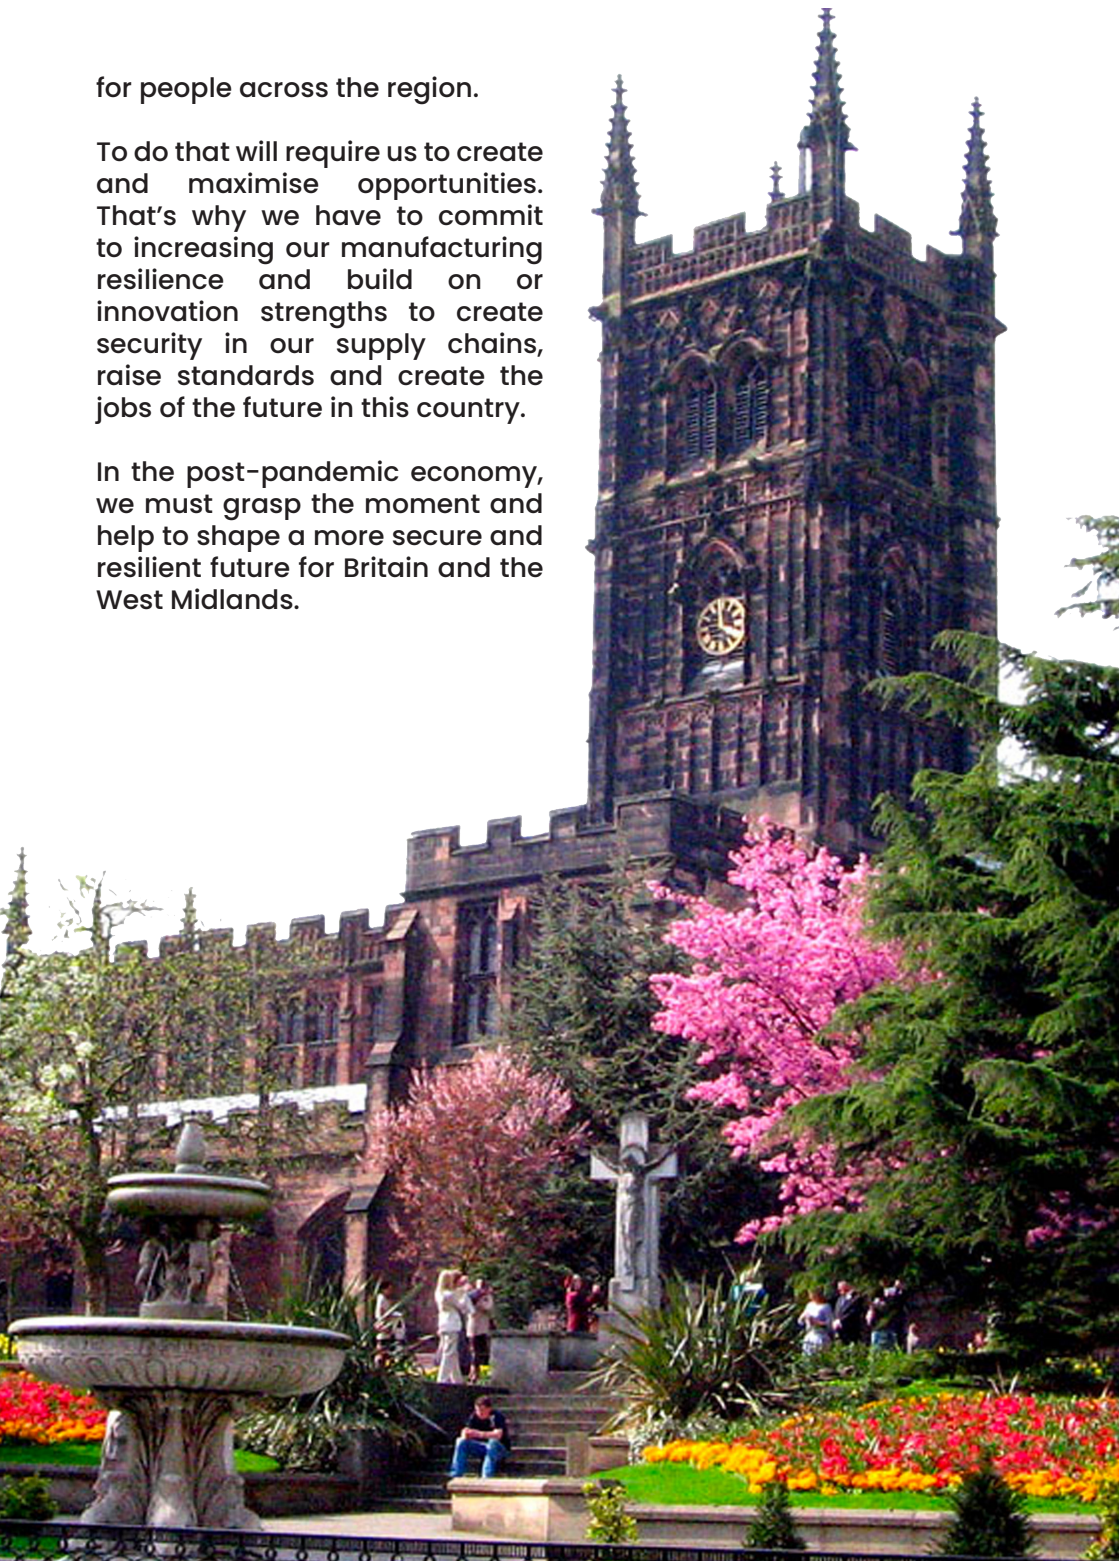 for people across the region.
To do that will require us to create
and maximise opportunities.
That's why we have to commit
to increasing our manufacturing
resilience and build on or
innovation strengths to create
security in our supply chains,
raise standards and create the
jobs of the future in this country.
In the post-pandemic economy,
we must grasp the moment and
help to shape a more secure and
resilient future for Britain and the
West Midlands.